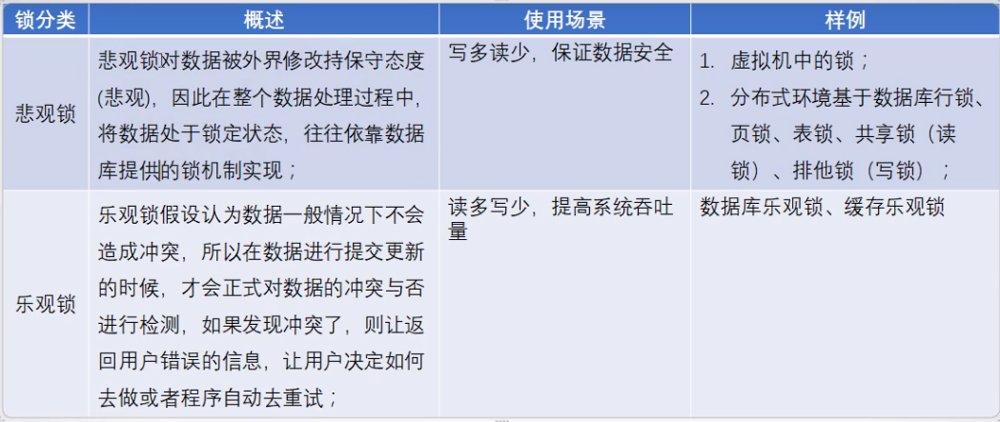 锁分类
概述
使用场景
样例
悲观锁
悲观锁对数据被外界修改持保守态度
(悲观)，因此在整个数据处理过程中，
将数据处于锁定状态，往往依靠数据
库提供的锁机制实现；
写多读少，保证数据安全
1. 虚拟机中的锁；
2. 分布式环境基于数据库行锁、
页锁、表锁、共享锁（读
锁）、排他锁（写锁）；
乐观锁
乐观锁假设认为数据一般情况下不会
造成冲突，所以在数据进行提交更新
的时候，才会正式对数据的冲突与否
进行检测，如果发现冲突了，则让返
回用户错误的信息，让用户决定如何
去做或者程序自动去重试；
读多写少，提高系统吞吐
量
数据库乐观锁、缓存乐观锁